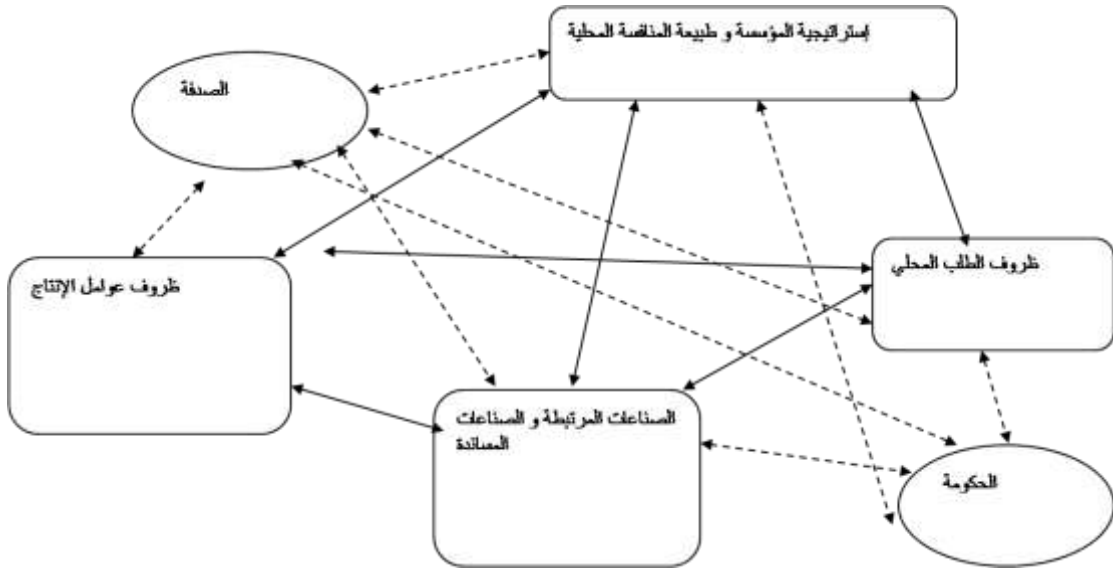 إستراتيجية المؤسسة و طبيعة المنافسة المحلية
الصدفة
ظروف الطلب المحلي
ظروف عوامل الإنتاج
الصناعات المرتبطة و الصناعات
المساندة
الحكومة